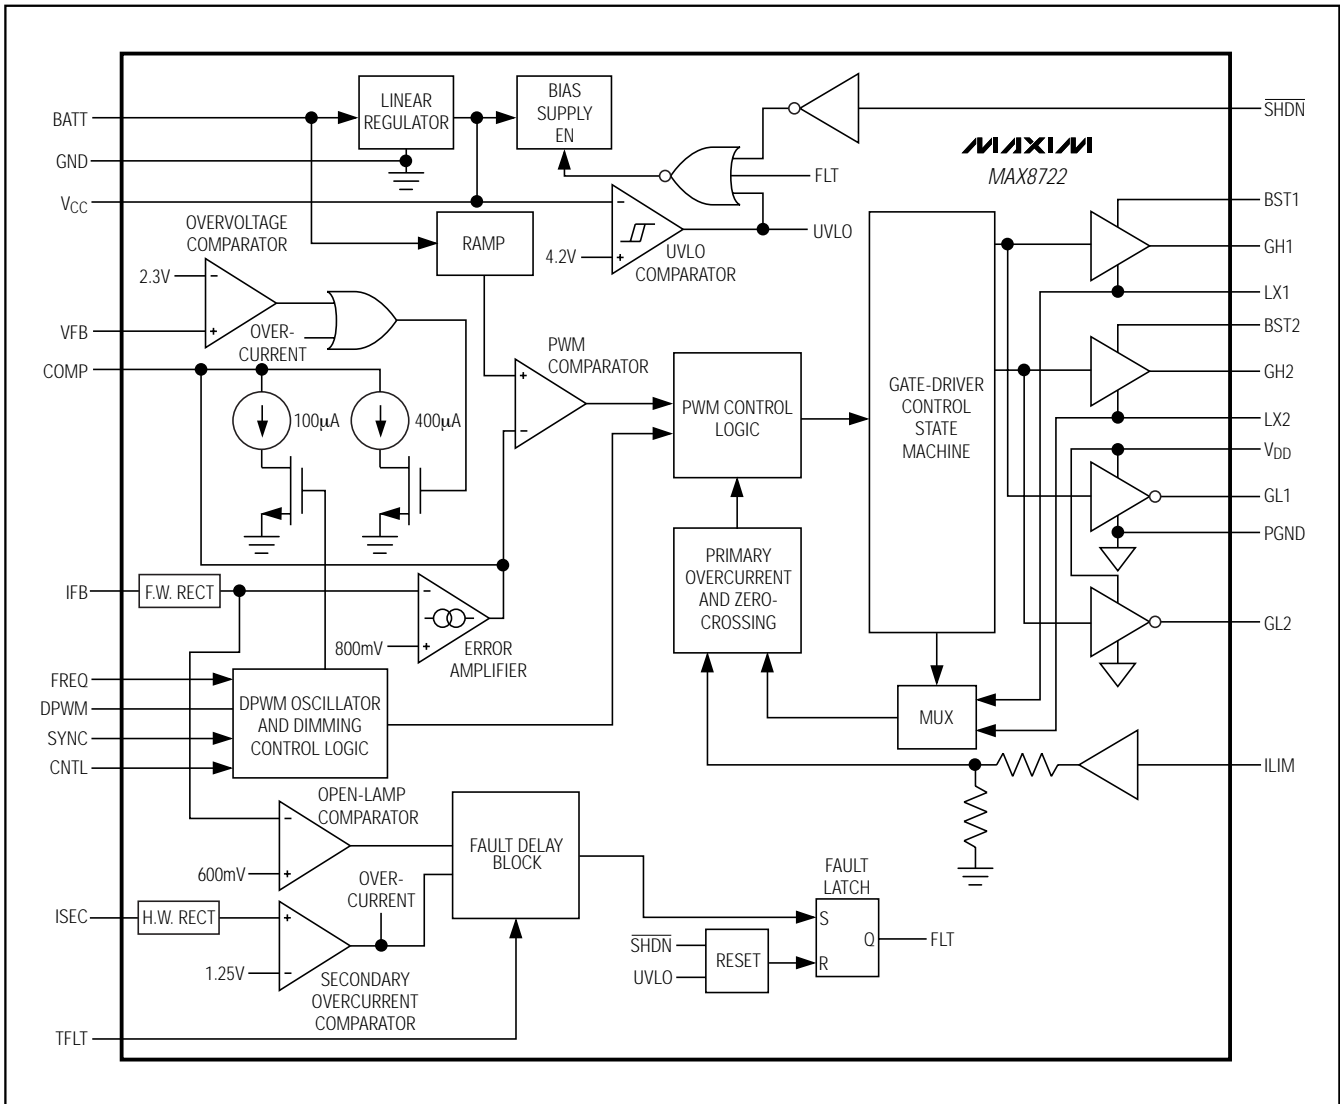 BATT
GND
VCC
LINEAR
REGULATOR
BIAS
SUPPLY
EN
SHDN
MAXIM
MAX8722
FLT
UVLO
4.2V
UVLO
COMPARATOR
-
+
RAMP
OVERVOLTAGE
COMPARATOR
2.3V
-
+
VFB
OVER-
CURRENT
COMP
100µA
400µA
PWM
COMPARATOR
+
-
PWM CONTROL
LOGIC
GATE-DRIVER
CONTROL
STATE
MACHINE
BST1
GH1
LX1
BST2
GH2
LX2
VDD
GL1
PGND
GL2
PRIMARY
OVERCURRENT
AND ZERO-
CROSSING
IFB
F.W. RECT
-
+
800mV
ERROR
AMPLIFIER
FREQ
DPWM
SYNC
CNTL
DPWM OSCILLATOR
AND DIMMING
CONTROL LOGIC
MUX
ILIM
OPEN-LAMP
COMPARATOR
-
+
600mV
FAULT DELAY
BLOCK
OVER-
CURRENT
ISEC
H.W. RECT
+
-
1.25V
SECONDARY
OVERCURRENT
COMPARATOR
FAULT
LATCH
S
Q
R
FLT
SHDN
UVLO
RESET
TFLT